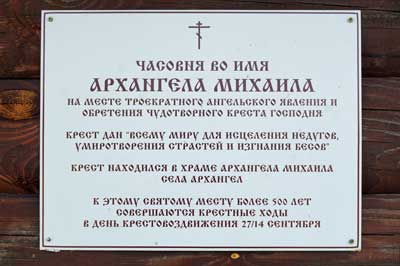 ЧАСОВНЯ ВО ИМЯ
АРХАНГЕЛА МИХАИЛА
НА МЕСТЕ ТРОЕКРАТНОГО АНГЕЛЬСКОГО ЯВЛЕНИЯ И
ОБРЕТЕНИЯ ЧУДОТВОРНОГО КРЕСТА ГОСПОДНЯ
КРЕСТ ДАН "ВСЕМУ МИРУ ДЛЯ ИСЦЕЛЕНИЯ НЕДУГОВ,
УМИРОТВОРЕНИЯ СТРАСТЕЙ И ИЗГНАНИЯ БЕСОВ"
КРЕСТ НАХОДИЛСЯ В ХРАМЕ АРХАНГЕЛА МИХАИЛА
СЕЛА АРХАНГЕЛ
К ЭТОМУ СВЯТОМУ МЕСТУ БОЛЕЕ 500 ЛЕТ
СОВЕРШАЮТСЯ КРЕСТНЫЕ ХОДЫ
В ДЕНЬ КРЕСТОВОЗДВИЖЕНИЯ 27/14 СЕНТЯБРЯ